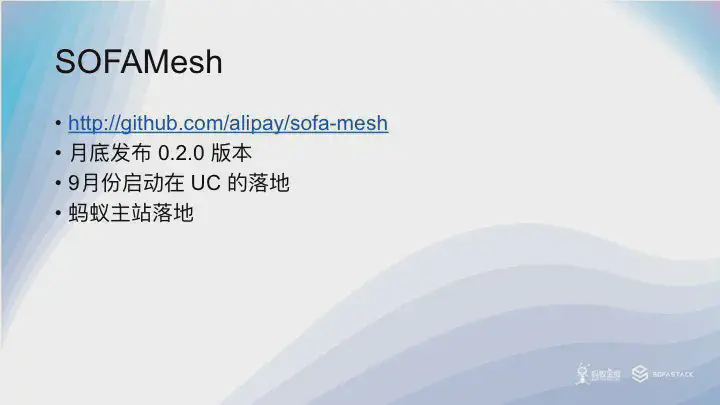 SOFAMesh
• http://github.com/alipay/sofa-mesh
• 月底发布 0.2.0 版本
• 9月份启动在 UC 的落地
• 蚂蚁主站落地
蚂蚁金服
SOFASTACK